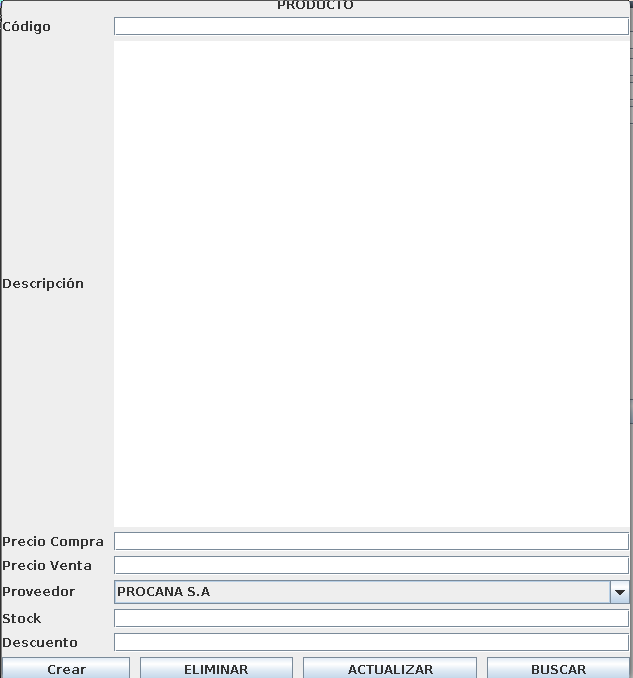 PRODUCTO
Código
Descripción
Precio Compra
Precio Venta
Proveedor PROCANA S.A
Stock
Descuento
Crear ELIMINAR ACTUALIZAR BUSCAR